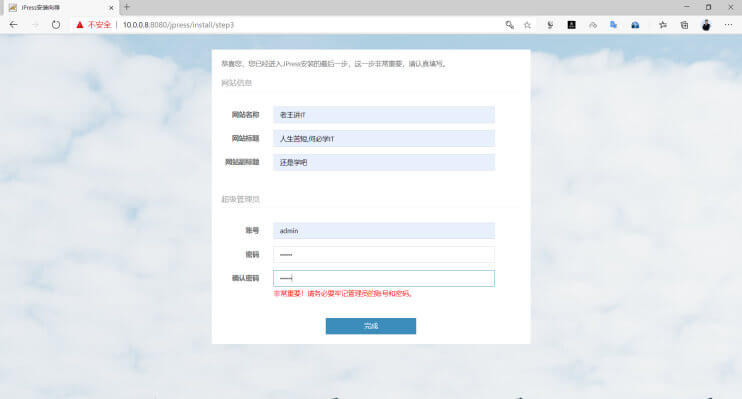 JPress安装向导
不安全 | 10.0.0.8:8080/jpress/install/step3
恭喜您，您已经进入JPress安装的最后一步，这一步非常重要，请认真填写。
网站信息
网站名称 老王讲IT
网站标题 人生苦短,何必学IT
网站副标题 还是学吧
超级管理员
账号 admin
密码 ••••••
确认密码 ••••••
非常重要！请务必要牢记管理员的账号和密码。
完成